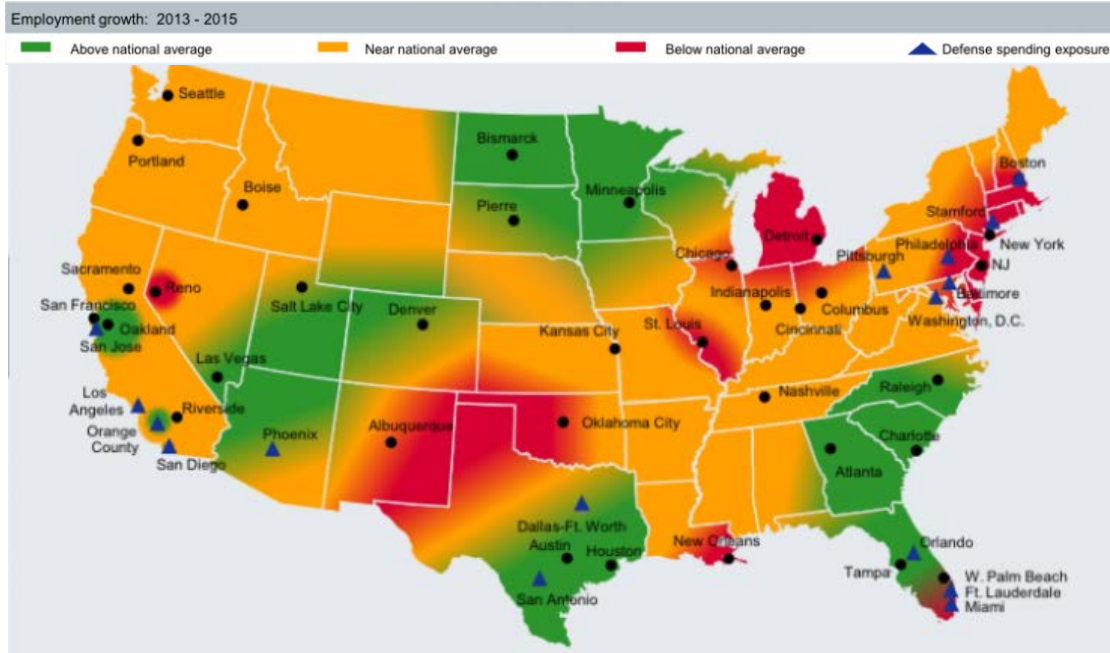 Employment growth: 2013 - 2015
Above national average
Near national average
Below national average
Defense spending exposure
Seattle
Portland
Boise
Bismarck
Pierre
Minneapolis
Boston
Stamford
New York
NJ
Philadelphia
Pittsburgh
Baltimore
Washington, D.C.
Detroit
Chicago
Indianapolis
Columbus
Cincinnati
St. Louis
Kansas City
Sacramento
Reno
San Francisco
Oakland
San Jose
Salt Lake City
Denver
Las Vegas
Los
Angeles
Riverside
Orange
County
San Diego
Phoenix
Albuquerque
Oklahoma City
Nashville
Raleigh
Charlotte
Atlanta
Dallas-Ft. Worth
Austin
Houston
San Antonio
New Orleans
Orlando
Tampa
W. Palm Beach
Ft. Lauderdale
Miami